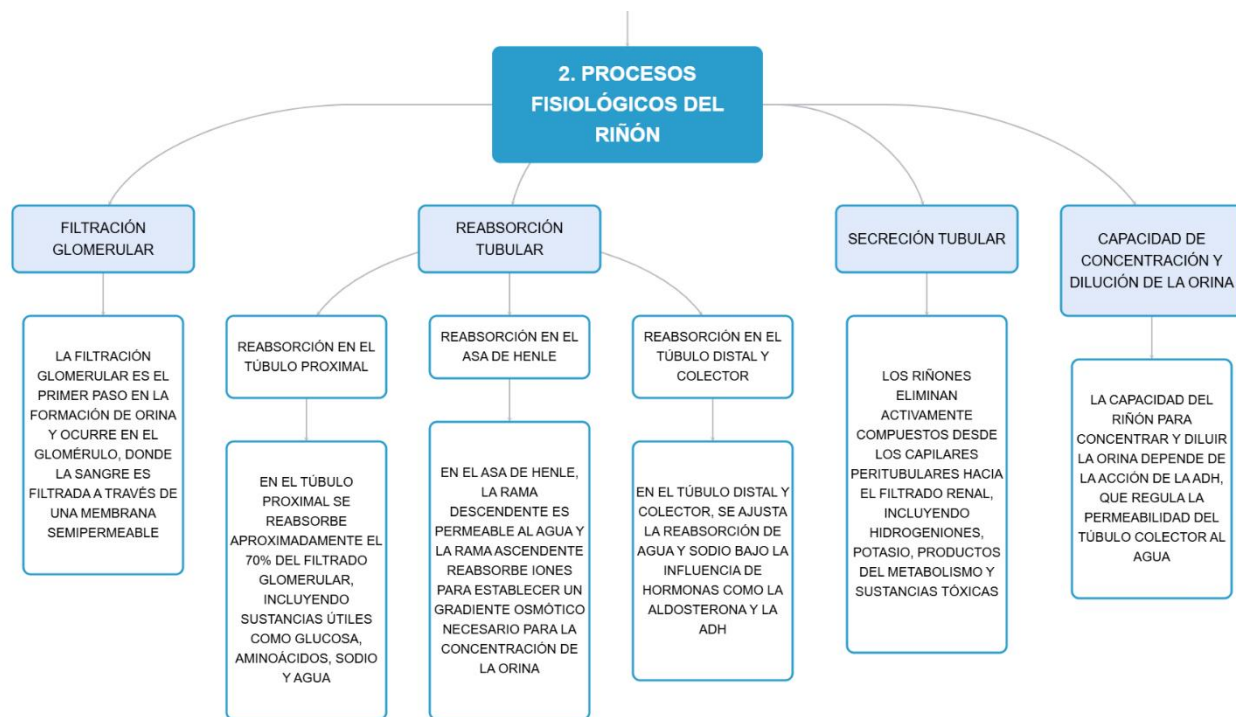 2. PROCESOS
FISIOLÓGICOS DEL
RIÑÓN
FILTRACIÓN
GLOMERULAR
LA FILTRACIÓN
GLOMERULAR ES EL
PRIMER PASO EN LA
FORMACIÓN DE ORINA
Y OCURRE EN EL
GLOMÉRULO, DONDE
LA SANGRE ES
FILTRADA A TRAVÉS DE
UNA MEMBRANA
SEMIPERMEABLE
REABSORCIÓN
TUBULAR
REABSORCIÓN EN EL
TÚBULO PROXIMAL
EN EL TÚBULO
PROXIMAL SE
REABSORBE
APROXIMADAMENTE EL
70% DEL FILTRADO
GLOMERULAR,
INCLUYENDO
SUSTANCIAS ÚTILES
COMO GLUCOSA,
AMINOÁCIDOS, SODIO
Y AGUA
REABSORCIÓN EN EL
ASA DE HENLE
EN EL ASA DE HENLE,
LA RAMA
DESCENDENTE ES
PERMEABLE AL AGUA Y
LA RAMA ASCENDENTE
REABSORBE IONES
PARA ESTABLECER UN
GRADIENTE OSMÓTICO
NECESARIO PARA LA
CONCENTRACIÓN DE
LA ORINA
REABSORCIÓN EN EL
TÚBULO DISTAL Y
COLECTOR
EN EL TÚBULO DISTAL Y
COLECTOR, SE AJUSTA
LA REABSORCIÓN DE
AGUA Y SODIO BAJO LA
INFLUENCIA DE
HORMONAS COMO LA
ALDOSTERONA Y LA
ADH
SECRECIÓN TUBULAR
LOS RIÑONES
ELIMINAN
ACTIVAMENTE
COMPUESTOS DESDE
LOS CAPILARES
PERITUBULARES HACIA
EL FILTRADO RENAL,
INCLUYENDO
HIDROGENIONES,
POTASIO, PRODUCTOS
DEL METABOLISMO Y
SUSTANCIAS TÓXICAS
CAPACIDAD DE
CONCENTRACIÓN Y
DILUCIÓN DE LA ORINA
LA CAPACIDAD DEL
RIÑÓN PARA
CONCENTRAR Y DILUIR
LA ORINA DEPENDE DE
LA ACCIÓN DE LA ADH,
QUE REGULA LA
PERMEABILIDAD DEL
TÚBULO COLECTOR AL
AGUA